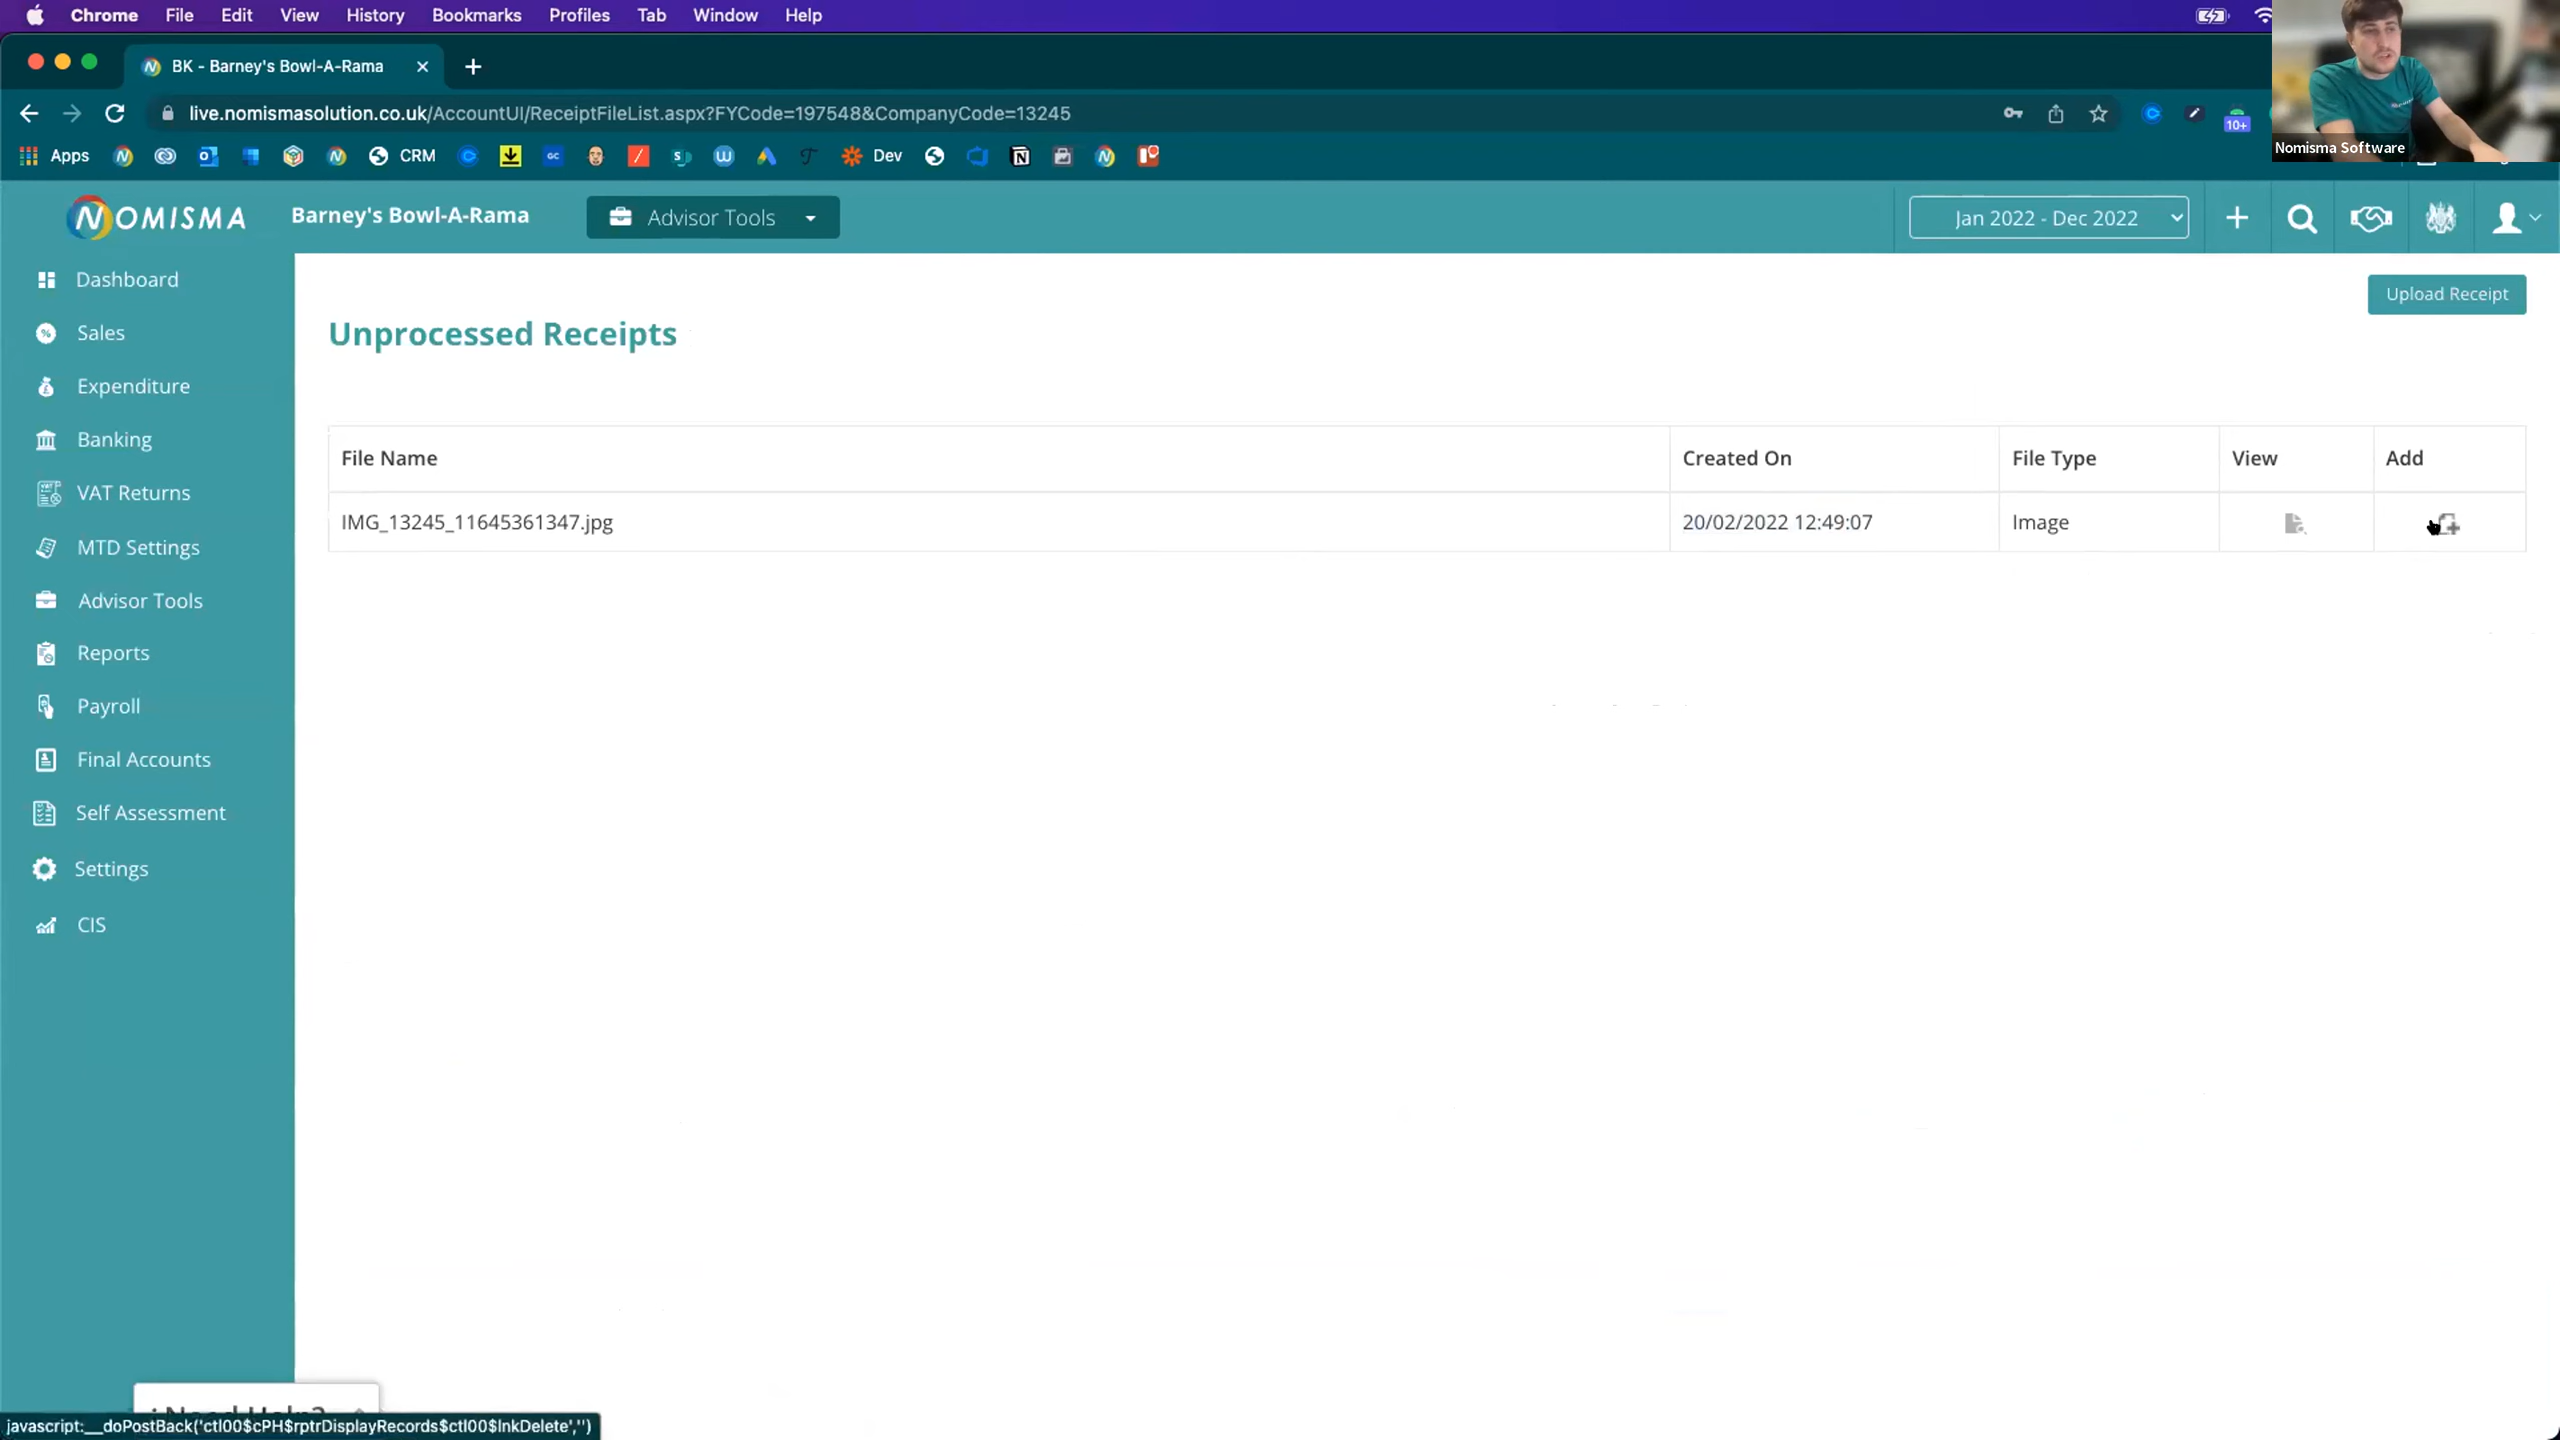 Chrome File Edit View History Bookmarks Profiles Tab Window Help
BK - Barney's Bowl-A-Rama
live.nomismasolution.co.uk/AccountUI/ReceiptFileList.aspx?FYCode=197548&CompanyCode=13245
10+
Apps CRM GC Dev
Nomisma Software
NOMISMA Barney's Bowl-A-Rama Advisor Tools Jan 2022 - Dec 2022
Dashboard
Sales
Expenditure
Banking
VAT Returns
MTD Settings
Advisor Tools
Reports
Payroll
Final Accounts
Self Assessment
Settings
CIS
Upload Receipt
Unprocessed Receipts
File Name Created On File Type View Add
IMG_13245_11645361347.jpg 20/02/2022 12:49:07 Image
Need Help?
javascript:__doPostBack('ctl00$cPH$rptrDisplayRecords$ctl00$lnkDelete','')